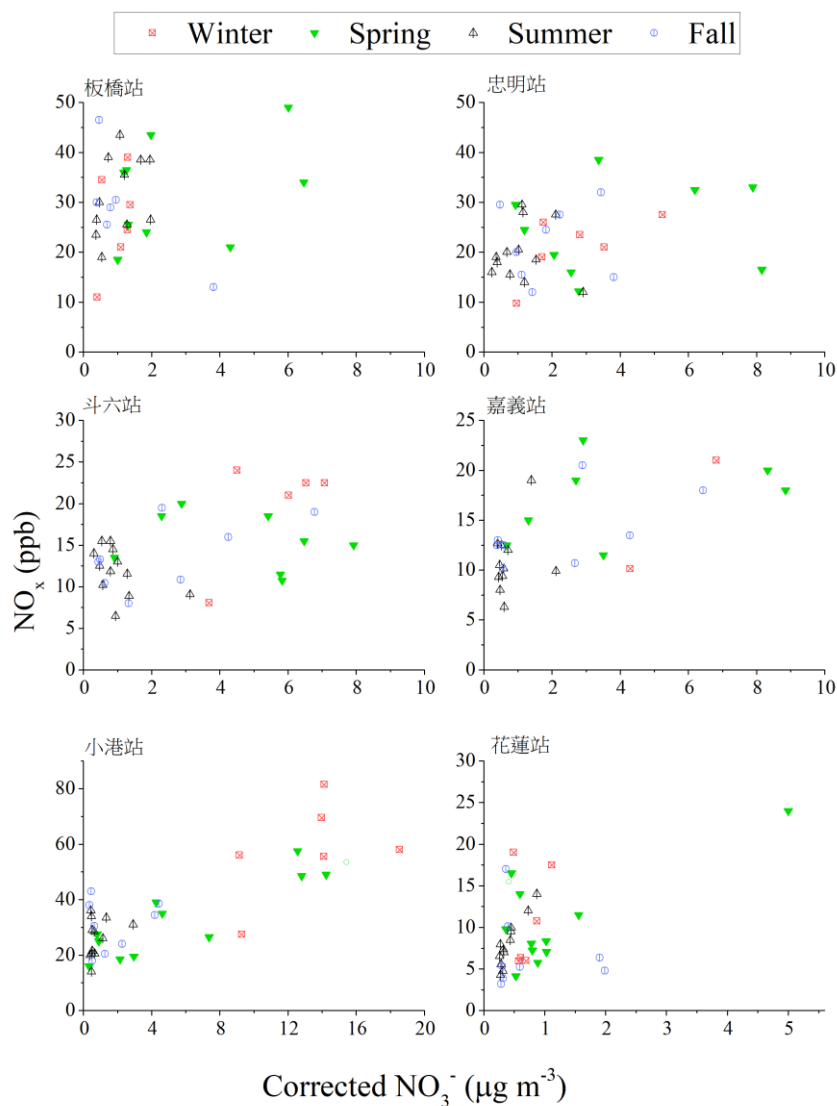 Winter Spring Summer Fall
板橋站 忠明站
50 50
40 40
30 30
20 20
10 10
0 0
0 2 4 6 8 10 0 2 4 6 8 10
斗六站 嘉義站
30 25
25 20
20 15
15 10
10 5
5 0
0
0 2 4 6 8 10 0 2 4 6 8 10
小港站 花蓮站
80 30
60 25
40 20
20 15
0 10
5
0
0 4 8 12 16 20 0 1 2 3 4 5
NOₓ (ppb)
Corrected NO₃⁻ (μg m⁻³)